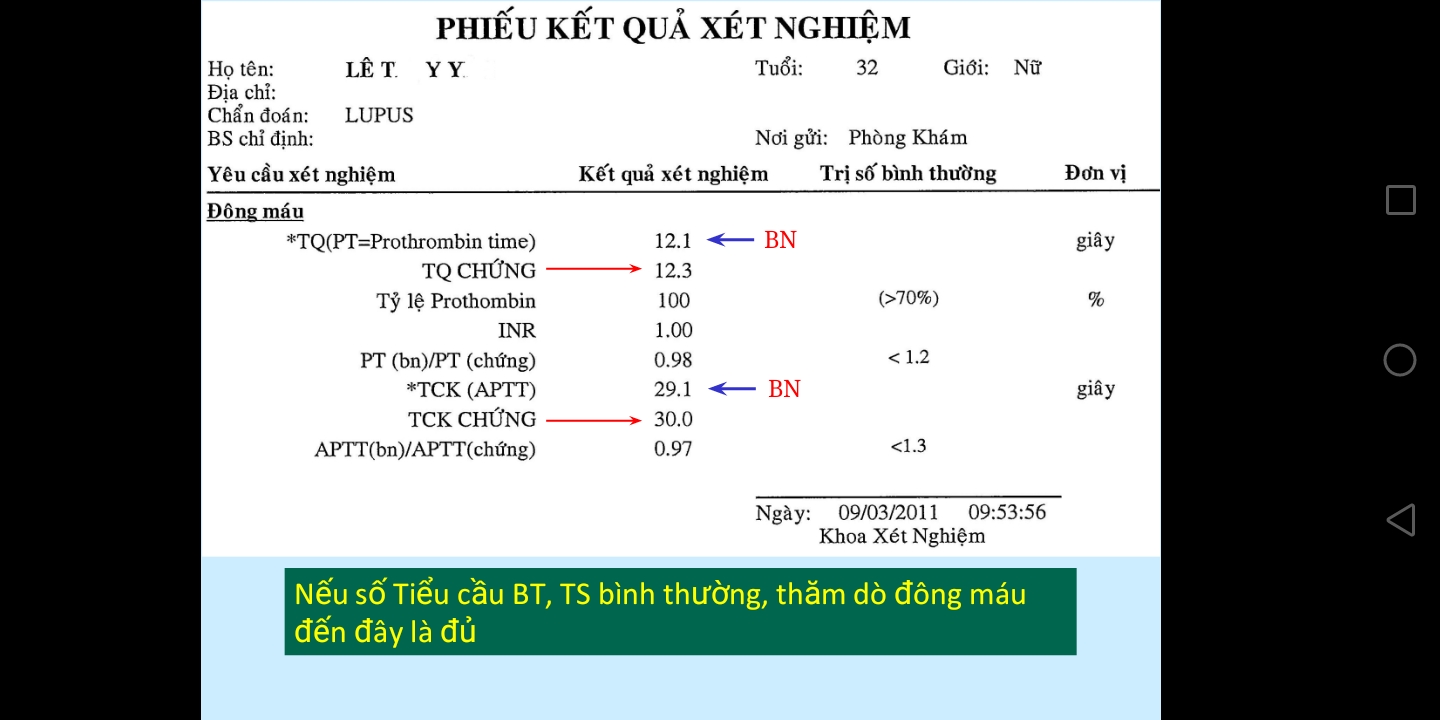 PHIẾU KẾT QUẢ XÉT NGHIỆM
Họ tên: LÊ T. Y Y. Tuổi: 32 Giới: Nữ
Địa chỉ:
Chẩn đoán: LUPUS
BS chỉ định: Nơi gửi: Phòng Khám
Yêu cầu xét nghiệm Kết quả xét nghiệm Trị số bình thường Đơn vị
Đông máu
*TQ(PT=Prothrombin time) 12.1 BN giây
TQ CHỨNG 12.3
Tỷ lệ Prothombin 100 (>70%) %
INR 1.00
PT (bn)/PT (chứng) 0.98 < 1.2
*TCK (APTT) 29.1 BN giây
TCK CHỨNG 30.0
APTT(bn)/APTT(chứng) 0.97 <1.3
Ngày: 09/03/2011 09:53:56
Khoa Xét Nghiệm
Nếu số Tiểu cầu BT, TS bình thường, thăm dò đông máu
đến đây là đủ